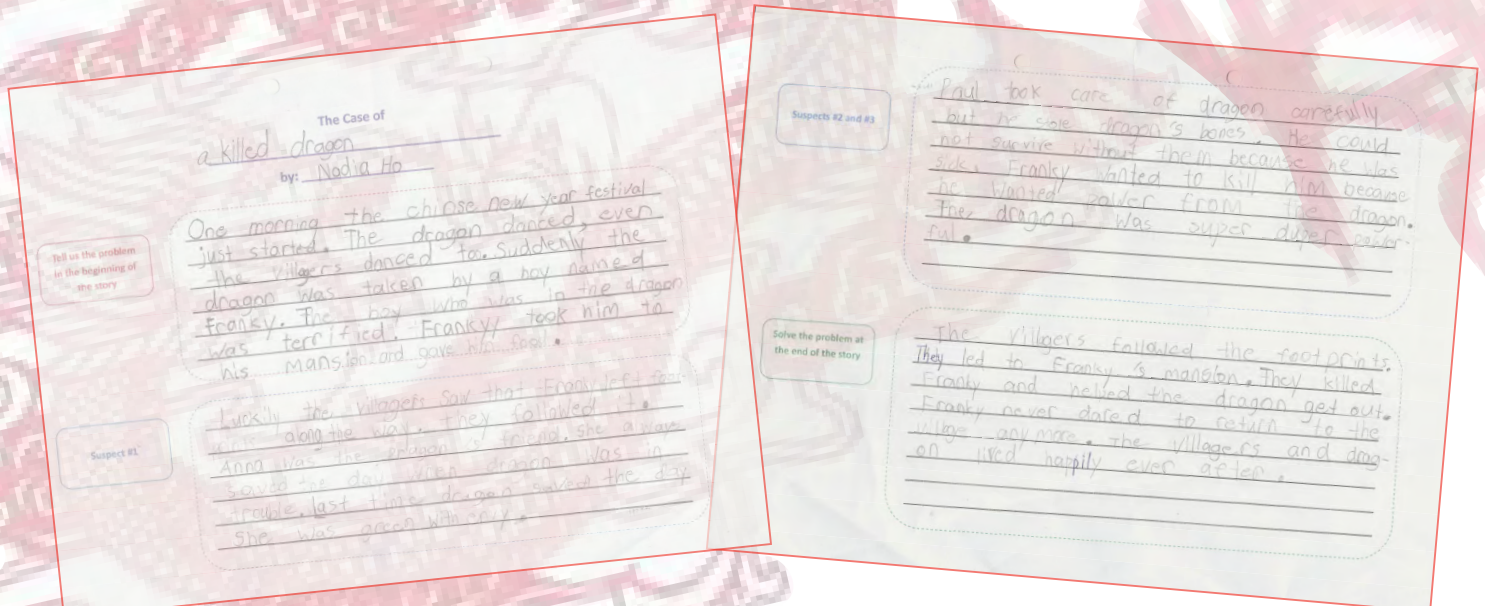 The Case of
a killed dragon
by: Nadia Ho
Tell us the problem
in the beginning of
the story
One morning the chinse new year festival
just started. The dragon danced, even
the villagers danced to. Suddenly the
dragon was taken by a boy named
Franky. The boy who was in the dragon
was terrified. Franky took him to
his mansion and gave him food.
Suspect #1
Luckily the villagers saw that Franky left foot
along the way. They followed it.
Anna was the dragon's friend. She always
saved the day when dragon was in
trouble. last time dragon saved the day
she was green with envy.
Suspects #2 and #3
Paul took care of dragon carefully
but he stole dragon's bones. He could
not survive without them because he was
sick. Franky wanted to kill him because
he wanted power from the dragon.
The dragon was super duper power-
ful.
Solve the problem at
the end of the story
The villagers followed the footprints.
They led to Franky's mansion. They killed
Franky and helped the dragon get out.
Franky never dared to return to the
village anymore. The villagers and drag-
on lived happily ever after.